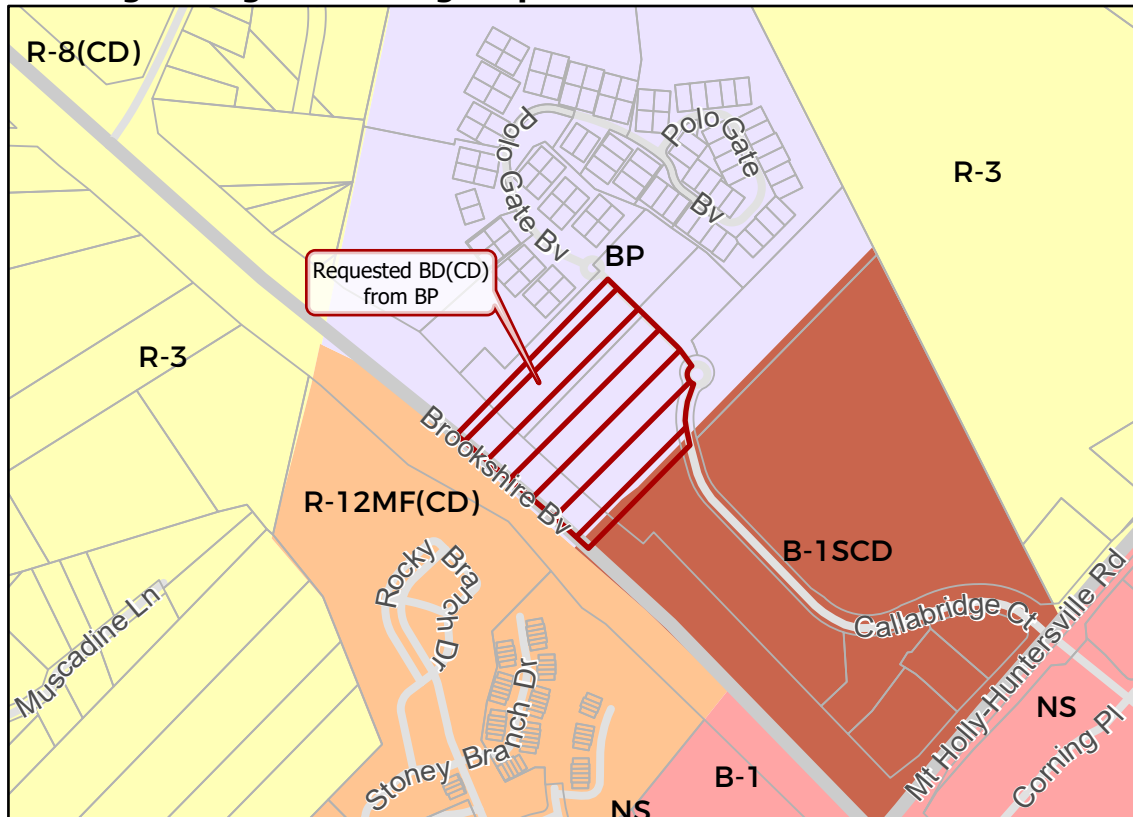 R-8(CD)
Polo Gate Bv
Polo Gate
Bv
R-3
BP
Requested BD(CD)
from BP
R-3
Brookshire Bv
R-12MF(CD)
B-1SCD
Rocky Branch Dr
Callabridge Ct
Muscadine Ln
Mt Holly-Huntersville Rd
Stoney Branch Dr
NS
Corning Pl
B-1
NS